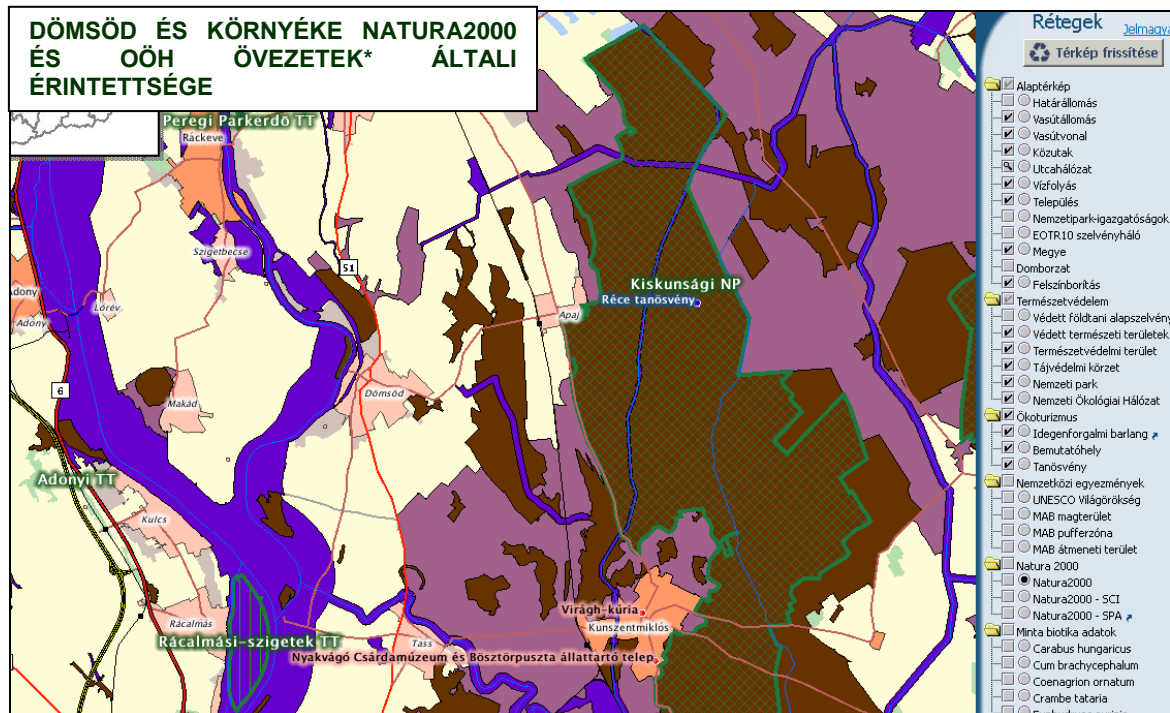 DÖMSÖD ÉS KÖRNYÉKE NATURA2000
ÉS OÖH ÖVEZETEK* ÁLTALI
ÉRINTETTSÉGE
Peregi Parkerdő TT
Ráckeve
Szigetbecse
51
Lórév
Adony
Adony
6
Makád
Dömsöd
Apaj
Kiskunsági NP
Réce tanösvény
Adonyi TT
Kulcs
Rácalmás
Rácalmási-szigetek TT
Tass
Virágh-kúria
Kunszentmiklós
Nyakvágó Csárdamúzeum és Bösztörpuszta állattartó telep
Rétegek
Jelmagya
Térkép frissítése
Alaptérkép
Határállomás
Vasútállomás
Vasútvonal
Közutak
Utcahálózat
Vízfolyás
Település
Nemzetipark-igazgatóságok
EOTR10 szelvényháló
Megye
Domborzat
Felszínborítás
Természetvédelem
Védett földtani alapszelvény
Védett természeti területek
Természetvédelmi terület
Tájvédelmi körzet
Nemzeti park
Nemzeti Ökológiai Hálózat
Ökoturizmus
Idegenforgalmi barlang
Bemutatóhely
Tanösvény
Nemzetközi egyezmények
UNESCO Világörökség
MAB magterület
MAB pufferzóna
MAB átmeneti terület
Natura 2000
Natura2000
Natura2000 - SCI
Natura2000 - SPA
Minta biotika adatok
Carabus hungaricus
Cum brachycephalum
Coenagrion ornatum
Crambe tataria